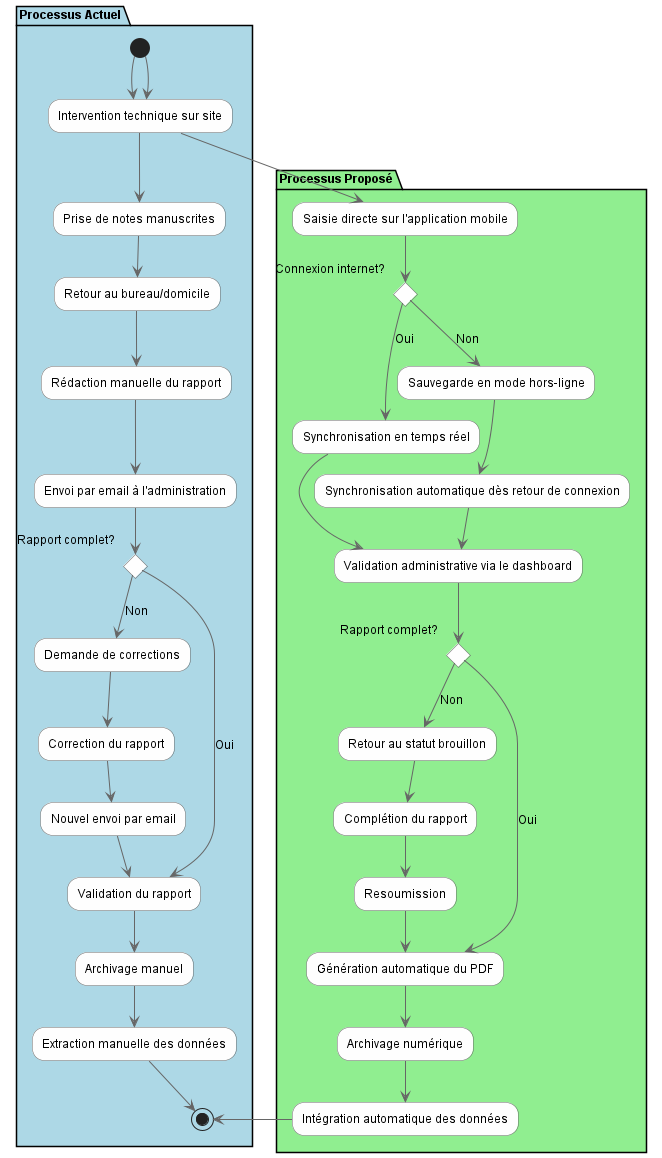 Processus Actuel
Intervention technique sur site
Prise de notes manuscrites
Retour au bureau/domicile
Rédaction manuelle du rapport
Envoi par email à l'administration
Rapport complet?
Non
Oui
Demande de corrections
Correction du rapport
Nouvel envoi par email
Validation du rapport
Archivage manuel
Extraction manuelle des données
Processus Proposé
Saisie directe sur l'application mobile
Connexion internet?
Oui
Non
Sauvegarde en mode hors-ligne
Synchronisation en temps réel
Synchronisation automatique dès retour de connexion
Validation administrative via le dashboard
Rapport complet?
Non
Oui
Retour au statut brouillon
Complétion du rapport
Resoumission
Génération automatique du PDF
Archivage numérique
Intégration automatique des données